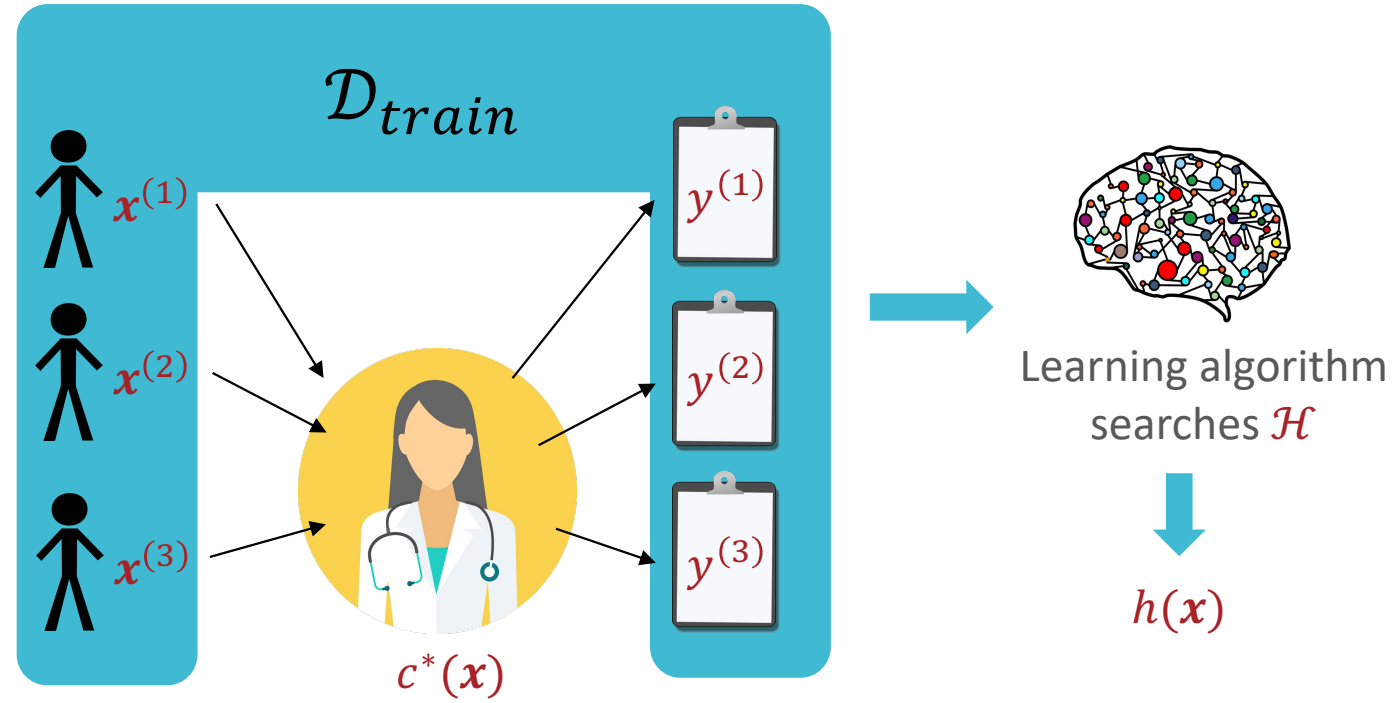 𝒟_train
x^(1)
y^(1)
x^(2)
y^(2)
x^(3)
y^(3)
c*(x)
Learning algorithm
searches ℋ
h(x)